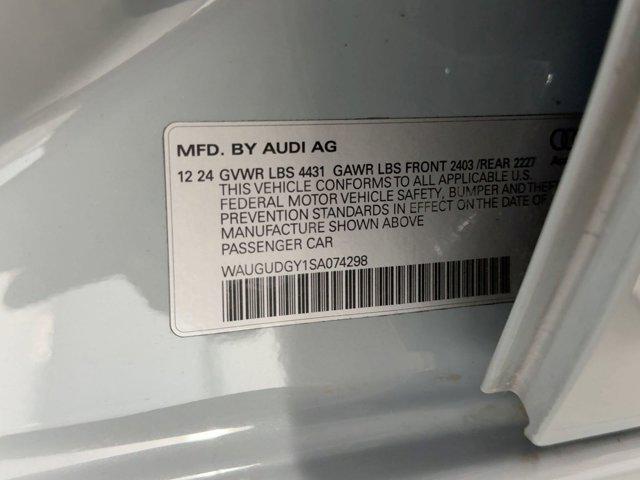 MFD. BY AUDI AG
12 24 GVWR LBS 4431 GAWR LBS FRONT 2403 /REAR 2227
THIS VEHICLE CONFORMS TO ALL APPLICABLE U.S.
FEDERAL MOTOR VEHICLE SAFETY, BUMPER AND THEFT
PREVENTION STANDARDS IN EFFECT ON THE DATE OF
MANUFACTURE SHOWN ABOVE
PASSENGER CAR
WAUGUDGY1SA074298